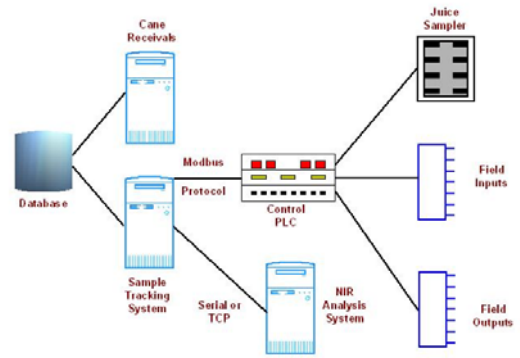 Cane
Receivals
Juice
Sampler
Modbus
Protocol
Database
Control
PLC
Field
Inputs
Sample
Tracking
System
Serial or
TCP
NIR
Analysis
System
Field
Outputs